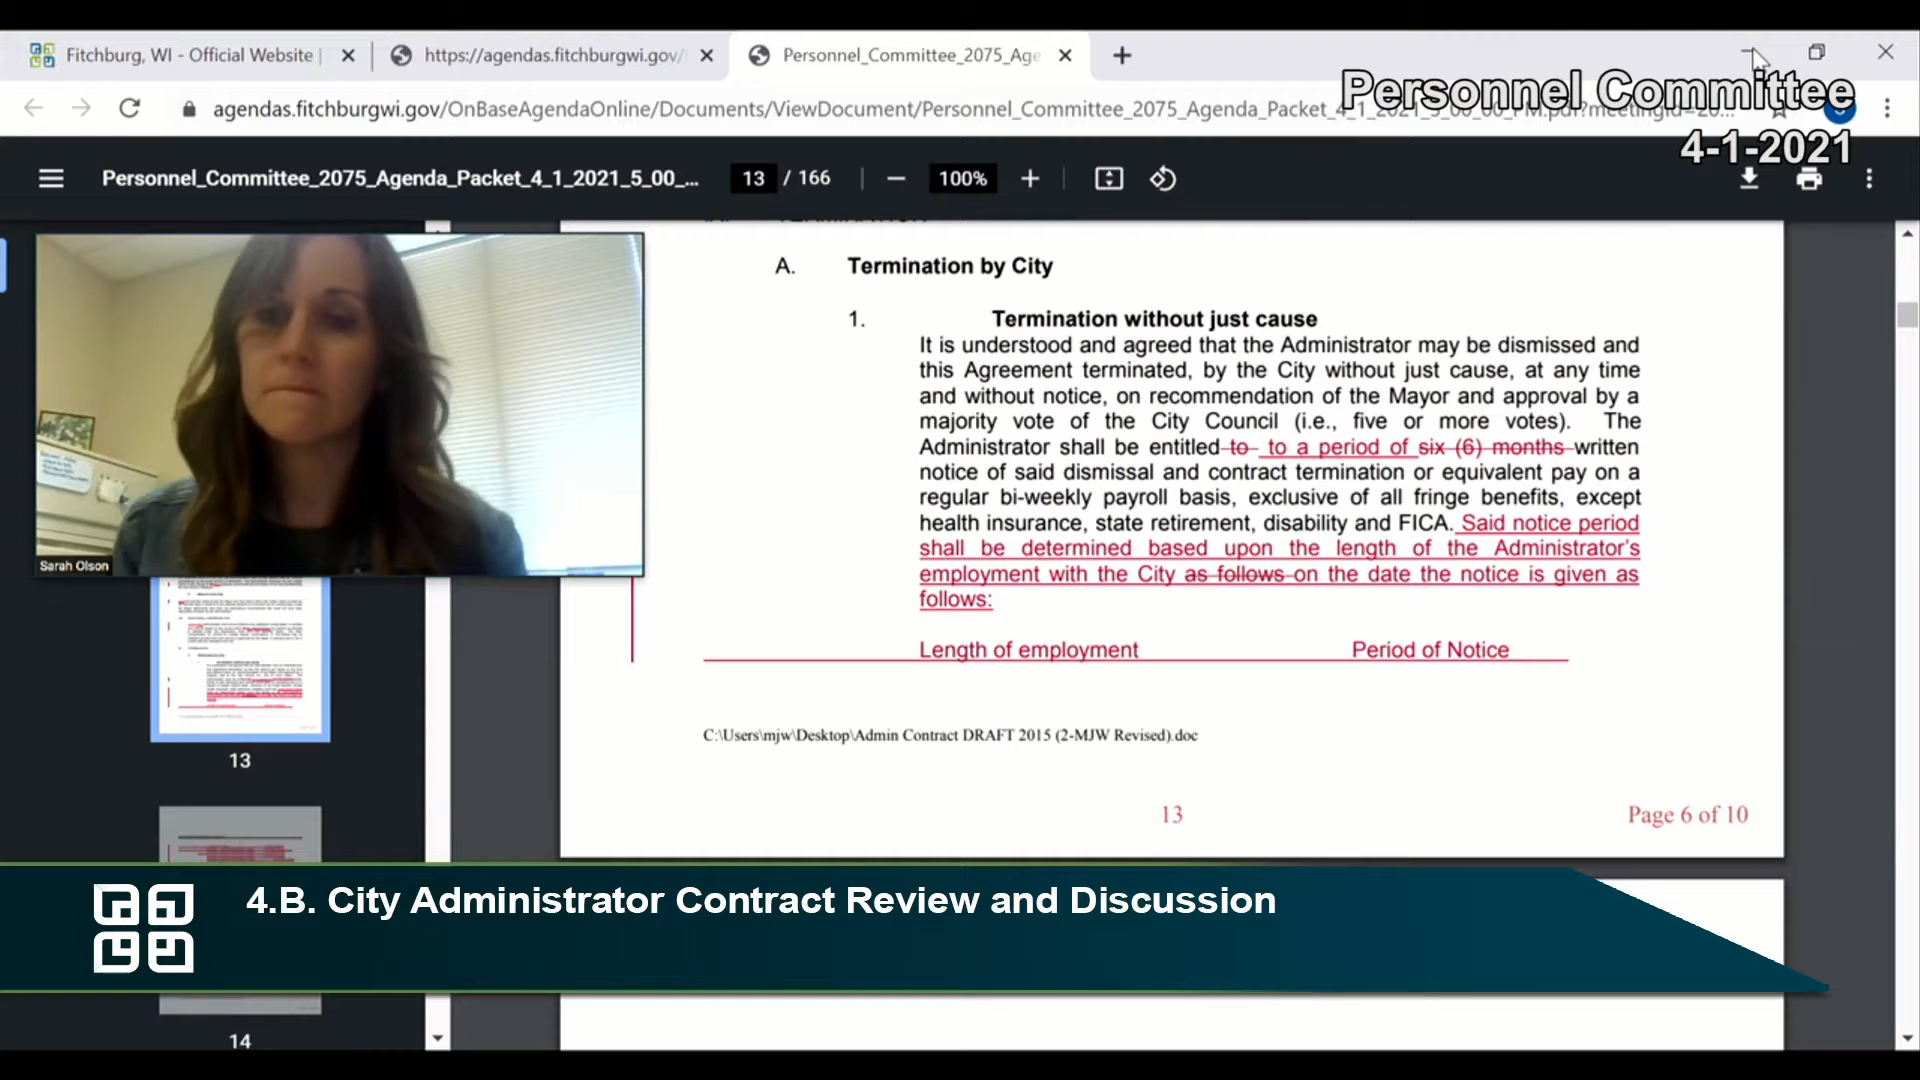 Fitchburg, WI - Official Website |
https://agendas.fitchburgwi.gov/
Personnel_Committee_2075_Age
Personnel Committee
4-1-2021
agendas.fitchburgwi.gov/OnBaseAgendaOnline/Documents/ViewDocument/Personnel_Committee_2075_Agenda_Packet_4_1_2021_5_00_00_PM.pdf?meetingId=20...
Personnel_Committee_2075_Agenda_Packet_4_1_2021_5_00_...
13 / 166
100%
A. Termination by City
1. Termination without just cause
It is understood and agreed that the Administrator may be dismissed and
this Agreement terminated, by the City without just cause, at any time
and without notice, on recommendation of the Mayor and approval by a
majority vote of the City Council (i.e., five or more votes). The
Administrator shall be entitled to to a period of six (6) months written
notice of said dismissal and contract termination or equivalent pay on a
regular bi-weekly payroll basis, exclusive of all fringe benefits, except
health insurance, state retirement, disability and FICA. Said notice period
shall be determined based upon the length of the Administrator's
employment with the City as follows on the date the notice is given as
follows:
Length of employment Period of Notice
C:\Users\mjw\Desktop\Admin Contract DRAFT 2015 (2-MJW Revised).doc
13 Page 6 of 10
Sarah Olson
13
14
4.B. City Administrator Contract Review and Discussion